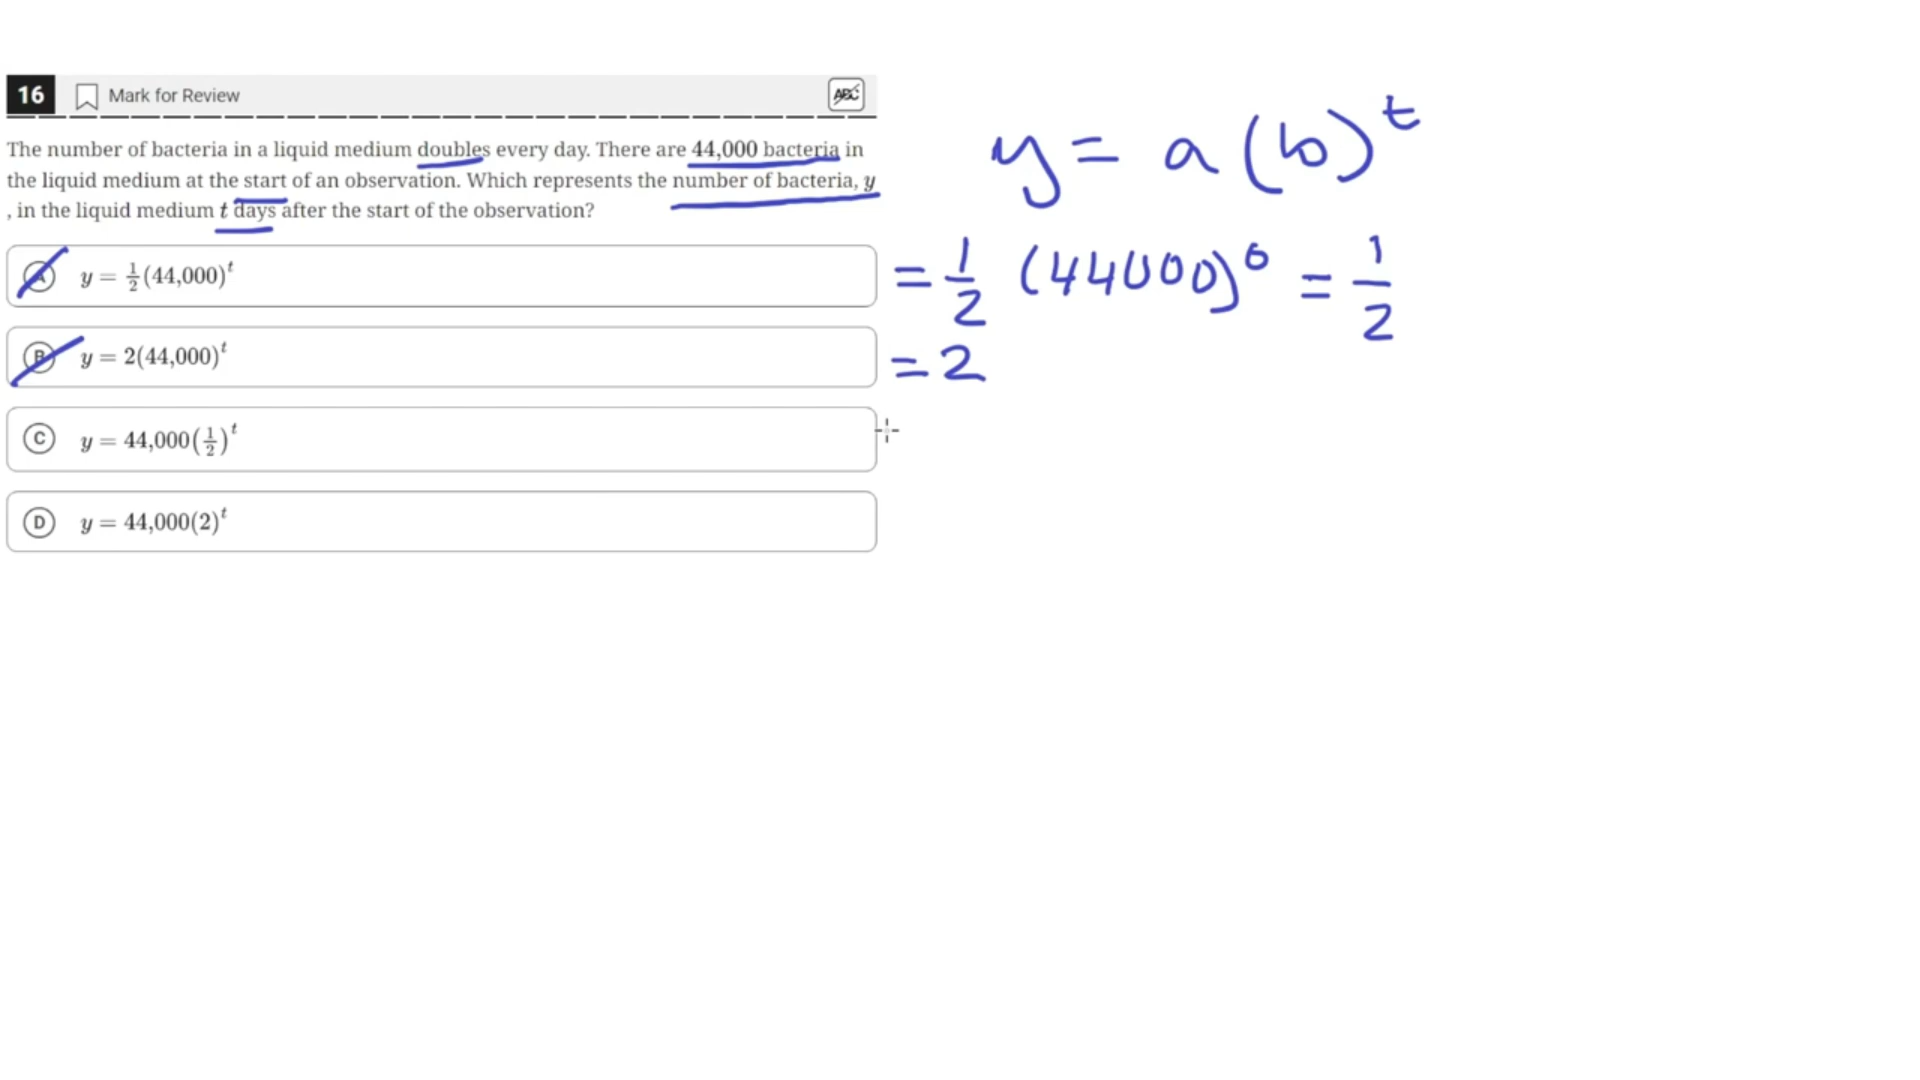 16 Mark for Review ABC
The number of bacteria in a liquid medium doubles every day. There are 44,000 bacteria in
the liquid medium at the start of an observation. Which represents the number of bacteria, y
, in the liquid medium t days after the start of the observation?
A y = 1/2(44,000)^t
B y = 2(44,000)^t
C y = 44,000(1/2)^t
D y = 44,000(2)^t
y = a(b)^t
= 1/2 (44000)^0 = 1/2
= 2